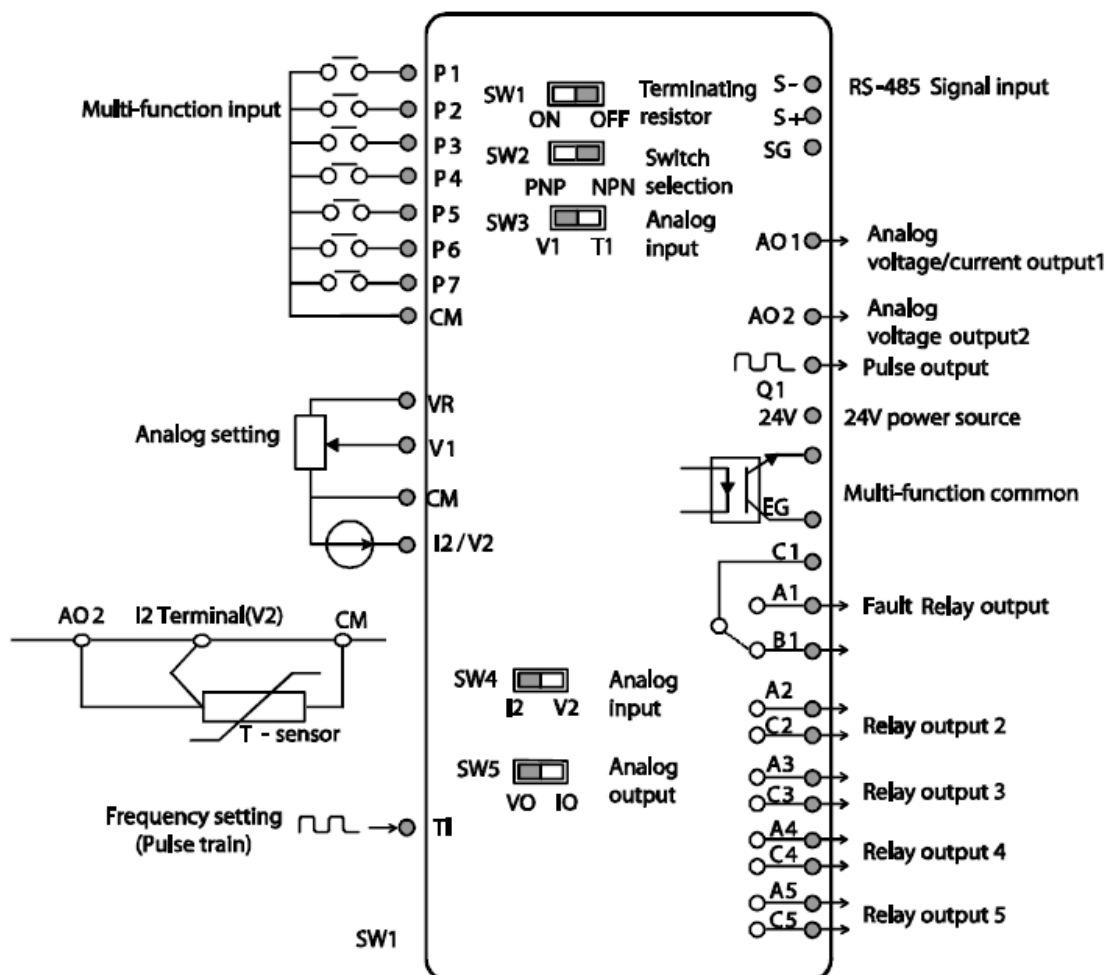 Multi-function input
P1
P2
P3
P4
P5
P6
P7
CM
SW1
ON OFF
Terminating
resistor
SW2
PNP NPN
Switch
selection
SW3
V1 T1
Analog
input
S-
S+
SG
RS-485 Signal input
AO1
Analog
voltage/current output1
AO2
Analog
voltage output2
Q1
Pulse output
24V
24V power source
EG
Multi-function common
Analog setting
VR
V1
CM
I2/V2
C1
A1
B1
Fault Relay output
AO2
I2 Terminal(V2)
CM
T-sensor
SW4
I2 V2
Analog
input
SW5
VO IO
Analog
output
A2
C2
Relay output 2
A3
C3
Relay output 3
A4
C4
Relay output 4
A5
C5
Relay output 5
Frequency setting
(Pulse train)
TI
SW1